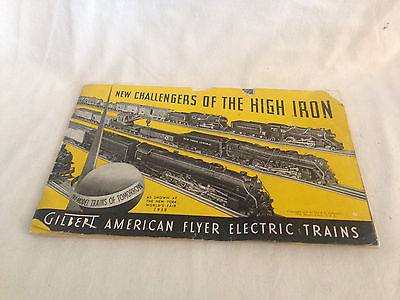 NEW CHALLENGERS OF THE HIGH IRON
MODEL TRAINS OF TOMORROW
AS SHOWN AT
THE NEW YORK
WORLD'S FAIR
1939
GILBERT AMERICAN FLYER ELECTRIC TRAINS